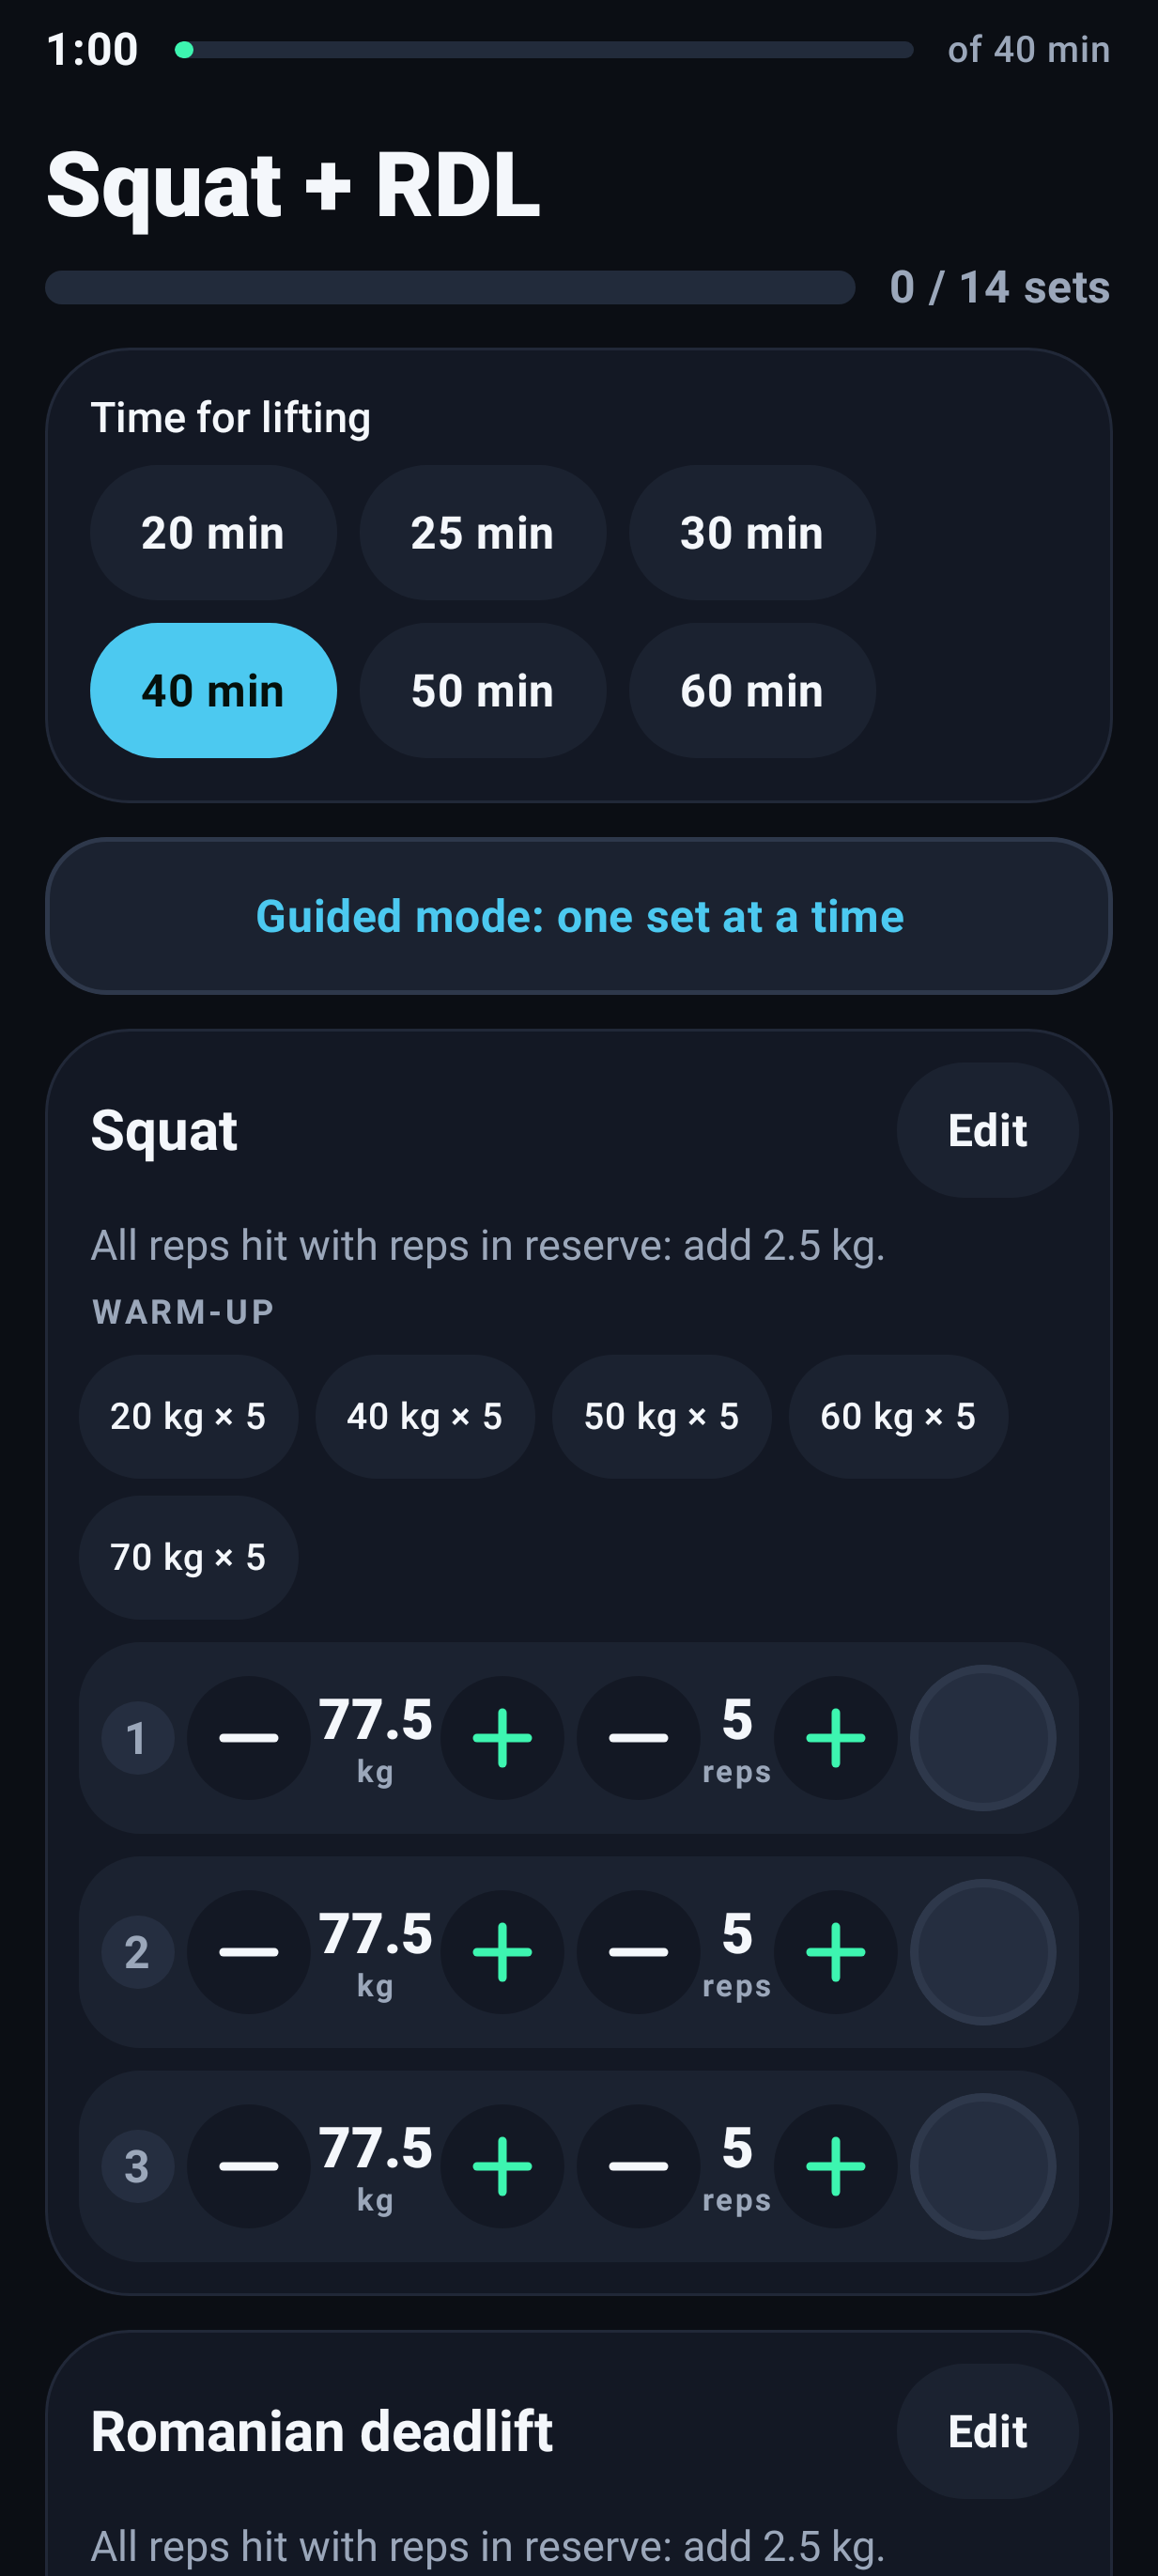 1:00 of 40 min
Squat + RDL
0 / 14 sets
Time for lifting
20 min 25 min 30 min
40 min 50 min 60 min
Guided mode: one set at a time
Squat Edit
All reps hit with reps in reserve: add 2.5 kg.
WARM-UP
20 kg × 5 40 kg × 5 50 kg × 5 60 kg × 5
70 kg × 5
1 — 77.5 kg + — 5 reps +
2 — 77.5 kg + — 5 reps +
3 — 77.5 kg + — 5 reps +
Romanian deadlift Edit
All reps hit with reps in reserve: add 2.5 kg.